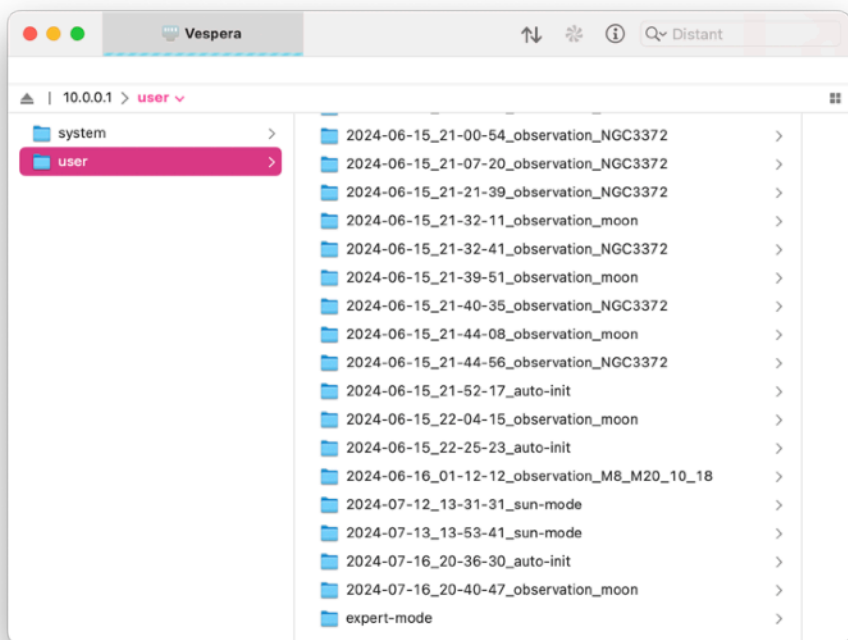 Vespera
Distant
10.0.0.1 > user
system
user
2024-06-15_21-00-54_observation_NGC3372
2024-06-15_21-07-20_observation_NGC3372
2024-06-15_21-21-39_observation_NGC3372
2024-06-15_21-32-11_observation_moon
2024-06-15_21-32-41_observation_NGC3372
2024-06-15_21-39-51_observation_moon
2024-06-15_21-40-35_observation_NGC3372
2024-06-15_21-44-08_observation_moon
2024-06-15_21-44-56_observation_NGC3372
2024-06-15_21-52-17_auto-init
2024-06-15_22-04-15_observation_moon
2024-06-15_22-25-23_auto-init
2024-06-16_01-12-12_observation_M8_M20_10_18
2024-07-12_13-31-31_sun-mode
2024-07-13_13-53-41_sun-mode
2024-07-16_20-36-30_auto-init
2024-07-16_20-40-47_observation_moon
expert-mode